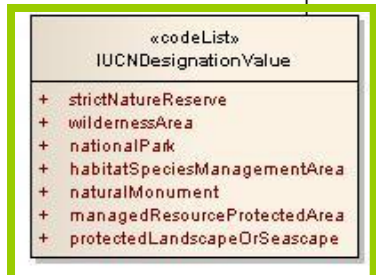 «codeList»
IUCNDesignationValue
+ strictNatureReserve
+ wildernessArea
+ nationalPark
+ habitatSpeciesManagementArea
+ naturalMonument
+ managedResourceProtectedArea
+ protectedLandscapeOrSeascape